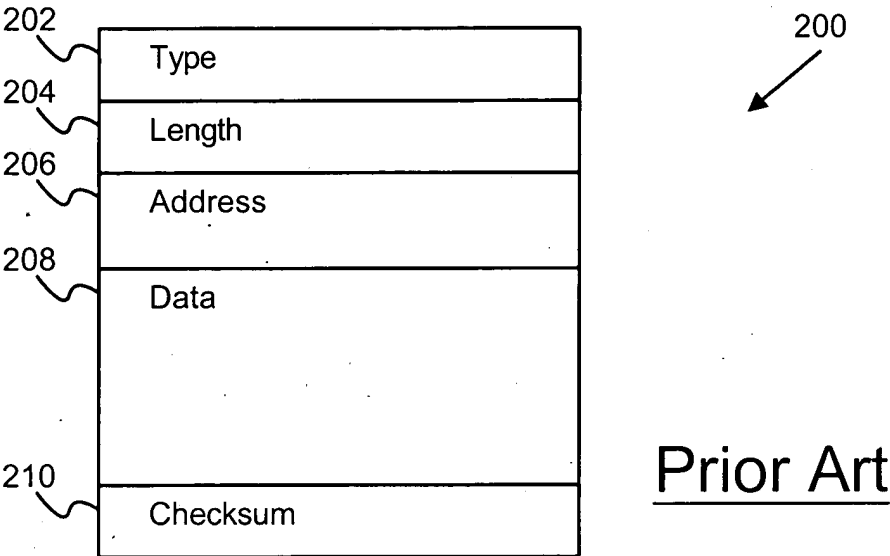 202
200
Type
204
Length
206
Address
208
Data
210
Checksum
Prior Art